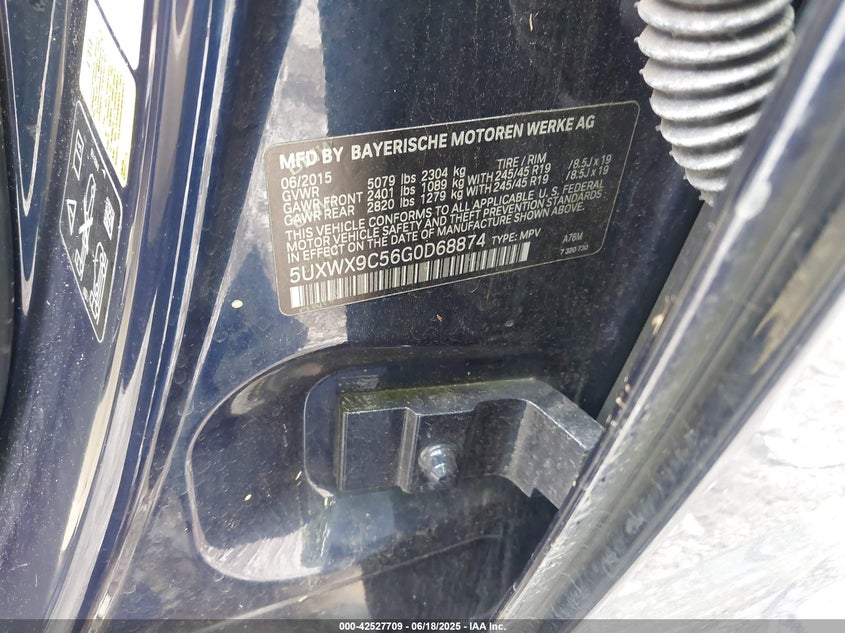 MFD BY BAYERISCHE MOTOREN WERKE AG
06/2015 5079 lbs 2304 kg TIRE / RIM
GVWR
GAWR FRONT 2401 lbs 1089 kg WITH 245/45 R19 / 8.5J x 19
GAWR REAR 2820 lbs 1279 kg WITH 245/45 R19 / 8.5J x 19
THIS VEHICLE CONFORMS TO ALL APPLICABLE U.S. FEDERAL
MOTOR VEHICLE SAFETY AND THEFT PREVENTION STANDARDS
IN EFFECT ON THE DATE OF MANUFACTURE SHOWN ABOVE.
5UXWX9C56G0D68874 TYPE: MPV A76M
7 320 730
000-42527709 - 06/18/2025 - IAA, Inc.